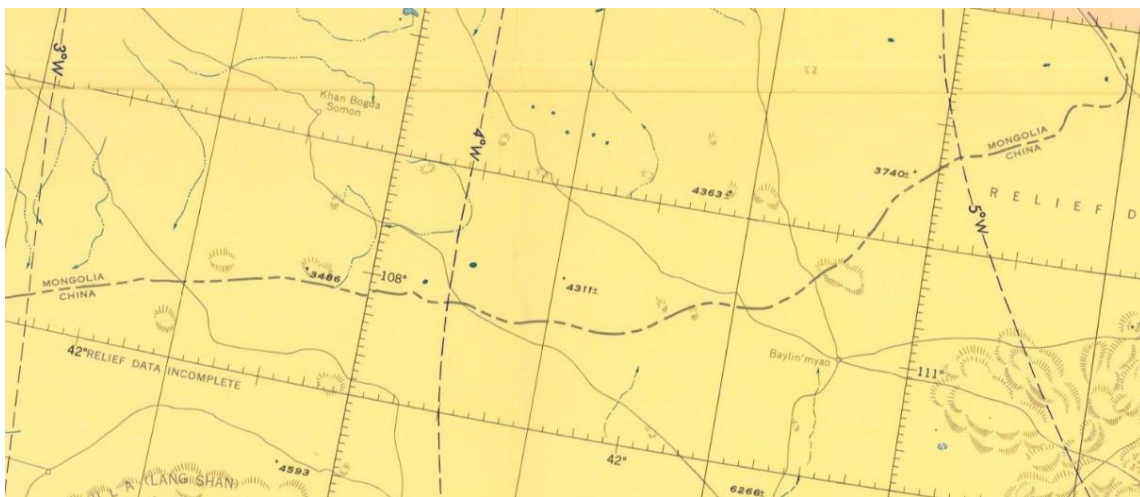 3°W
Khan Bogda
Somon
4°W
4363±
3740±
MONGOLIA
CHINA
5°W
RELIEF D
MONGOLIA
CHINA
3486
108°
4311±
42° RELIEF DATA INCOMPLETE
Baylin'myao
111°
42°
4593
L A (LANG SHAN)
6266±